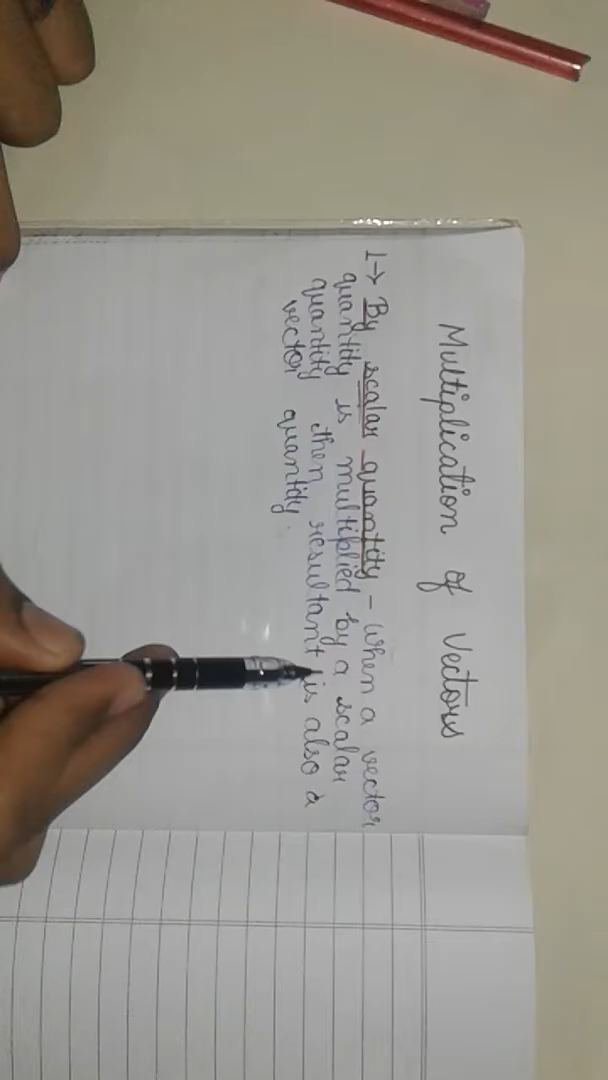 Multiplication of Vectors
1→ By scalar quantity - When a vector
quantity is multiplied by a scalar
quantity then resultant is also a
vector quantity.